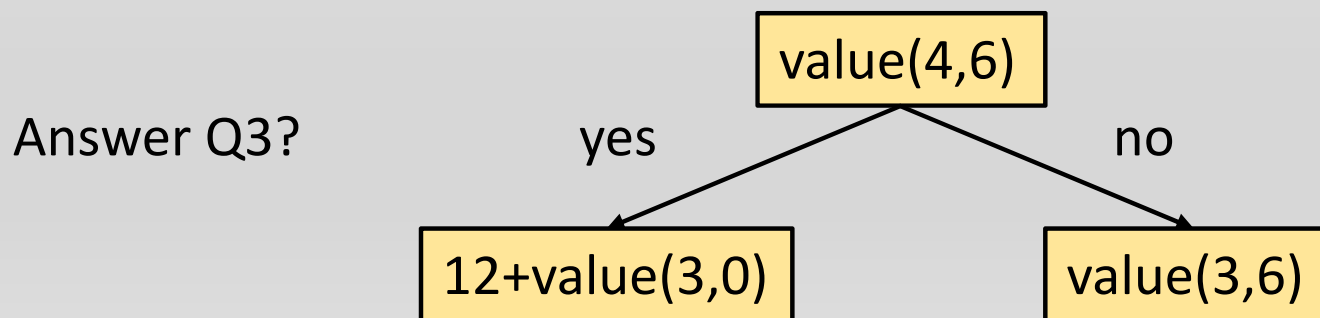 value(4,6)
Answer Q3?
yes
no
12+value(3,0)
value(3,6)